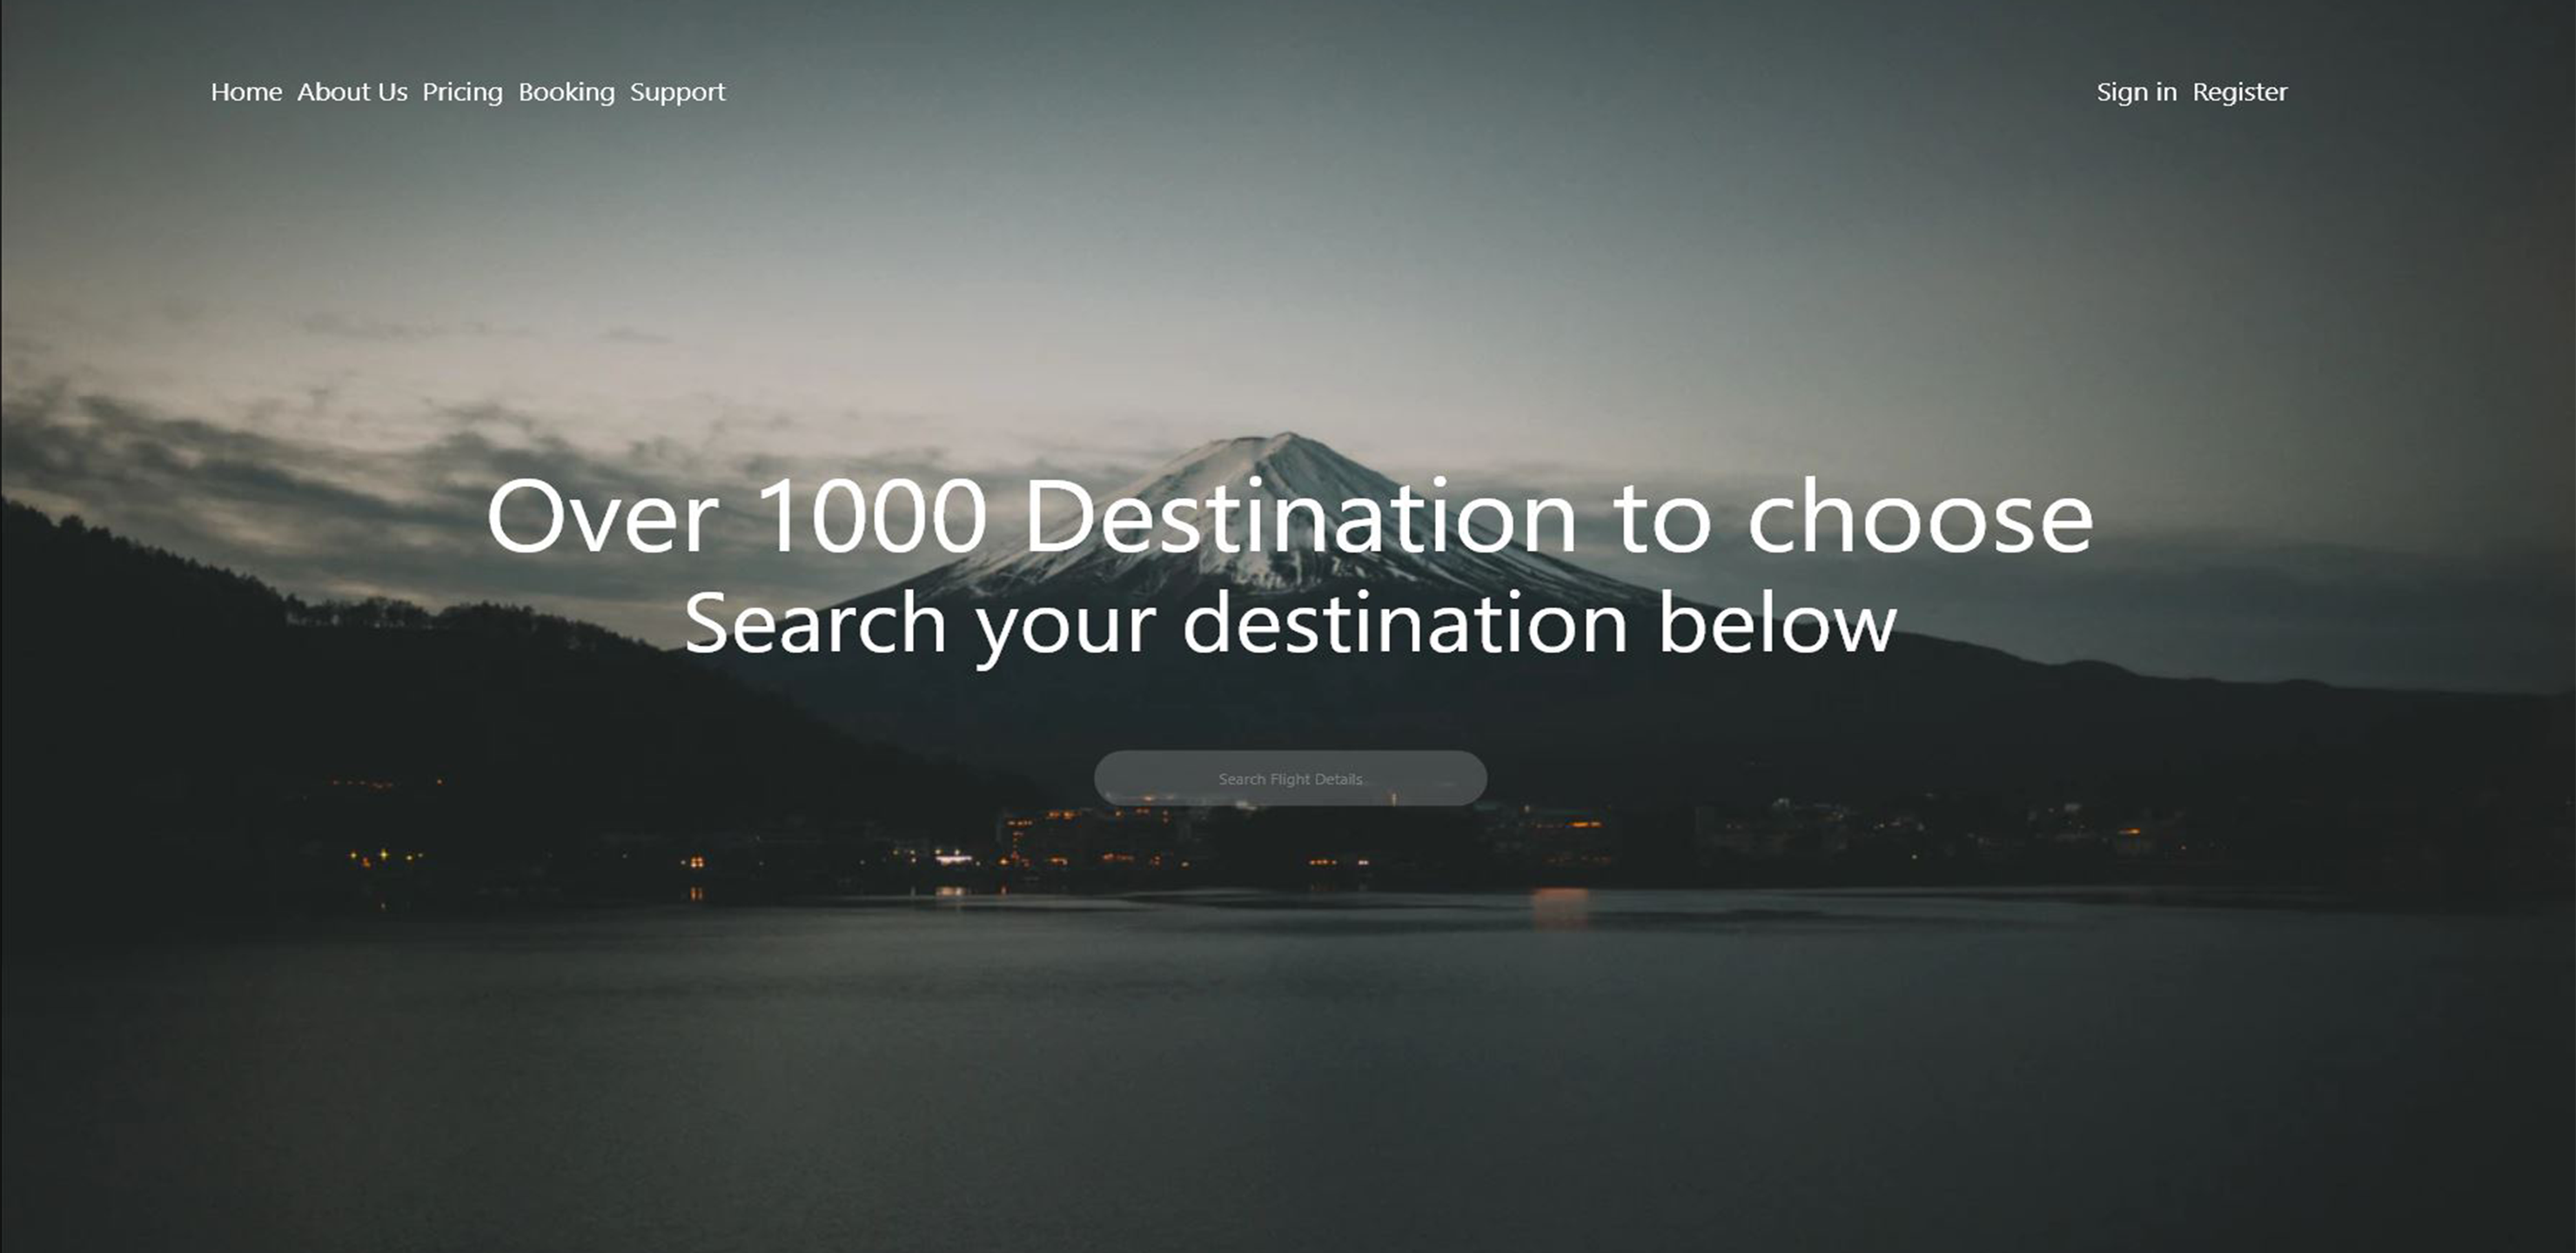 Home About Us Pricing Booking Support
Sign in Register
Over 1000 Destination to choose
Search your destination below
Search Flight Details